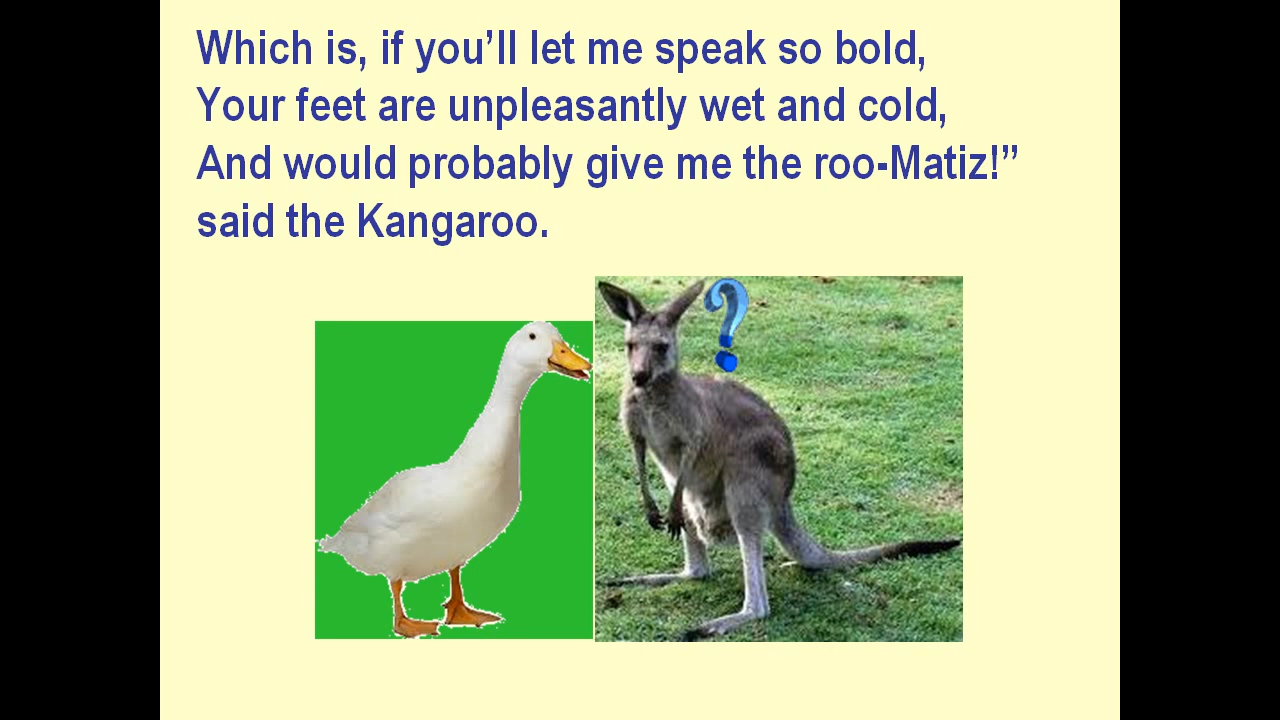 Which is, if you’ll let me speak so bold,
Your feet are unpleasantly wet and cold,
And would probably give me the roo-Matiz!”
said the Kangaroo.
?